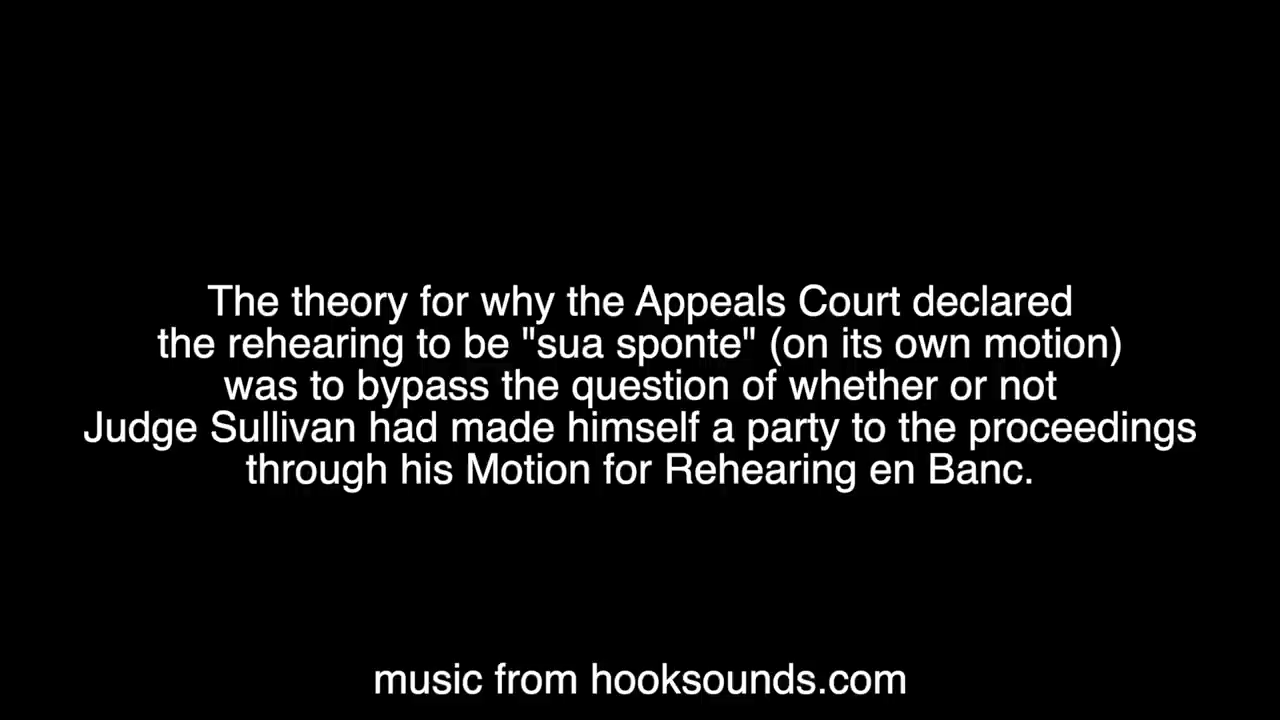 The theory for why the Appeals Court declared
the rehearing to be "sua sponte" (on its own motion)
was to bypass the question of whether or not
Judge Sullivan had made himself a party to the proceedings
through his Motion for Rehearing en Banc.
music from hooksounds.com